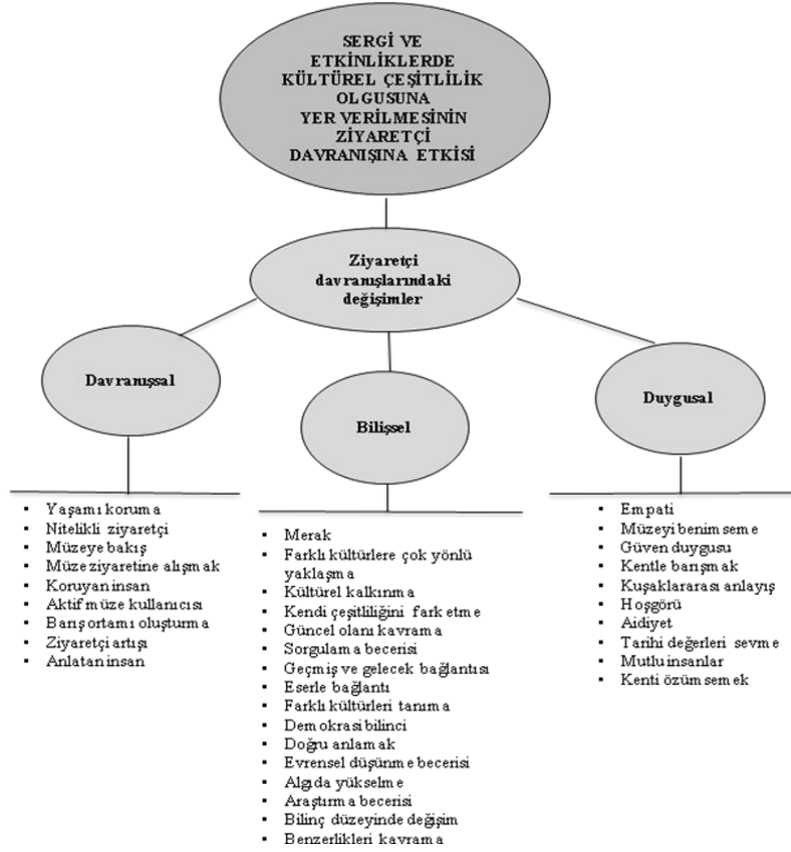 SERGİ VE
ETKİNLİKLERDE
KÜLTÜREL ÇEŞİTLİLİK
OLGUSUNA
YER VERİLMESİNİN
ZİYARETÇİ
DAVRANIŞINA ETKİSİ
Ziyaretçi
davranışlarındaki
değişimler
Davranışsal
Bilişsel
Duygusal
▪ Yaşamı koruma
▪ Nitelikli ziyaretçi
▪ Müzeye bakış
▪ Müze ziyaretine alışmak
▪ Koruyan insan
▪ Aktif müze kullanıcısı
▪ Barış ortamı oluşturma
▪ Ziyaretçi artışı
▪ Anlatan insan
▪ Merak
▪ Farklı kültürlere çok yönlü
yaklaşma
▪ Kültürel kalkınma
▪ Kendi çeşitliliğini fark etme
▪ Güncel olanı kavrama
▪ Sorgulama becerisi
▪ Geçmiş ve gelecek bağlantısı
▪ Eserle bağlantı
▪ Farklı kültürleri tanıma
▪ Demokrasi bilinci
▪ Doğru anlamak
▪ Evrensel düşünme becerisi
▪ Algıda yükselme
▪ Araştırma becerisi
▪ Bilinç düzeyinde değişim
▪ Benzerlikleri kavrama
▪ Empati
▪ Müzeyi benimseme
▪ Güven duygusu
▪ Kentle barışmak
▪ Kuşaklararası anlayış
▪ Hoşgörü
▪ Aidiyet
▪ Tarihi değerleri sevme
▪ Mutlu insanlar
▪ Kenti özümsemek